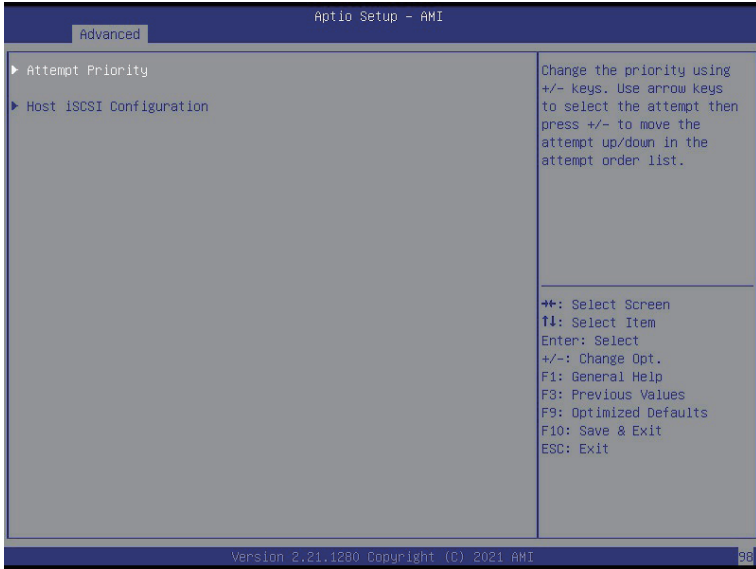 Aptio Setup – AMI
Advanced
▶ Attempt Priority
▶ Host iSCSI Configuration
Change the priority using
+/- keys. Use arrow keys
to select the attempt then
press +/- to move the
attempt up/down in the
attempt order list.
→←: Select Screen
↑↓: Select Item
Enter: Select
+/-: Change Opt.
F1: General Help
F3: Previous Values
F9: Optimized Defaults
F10: Save & Exit
ESC: Exit
Version 2.21.1280 Copyright (C) 2021 AMI
98